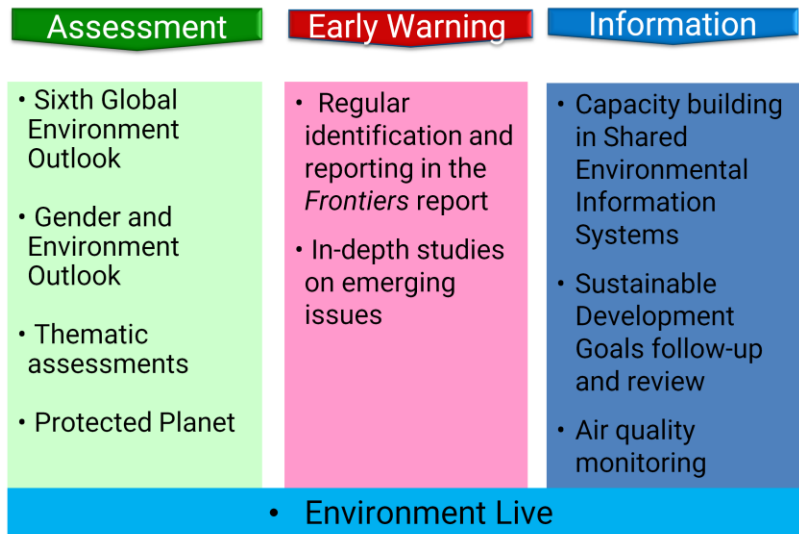 Assessment
• Sixth Global
Environment
Outlook
• Gender and
Environment
Outlook
• Thematic
assessments
• Protected Planet
Early Warning
• Regular
identification and
reporting in the
Frontiers report
• In-depth studies
on emerging
issues
Information
• Capacity building
in Shared
Environmental
Information
Systems
• Sustainable
Development
Goals follow-up
and review
• Air quality
monitoring
• Environment Live